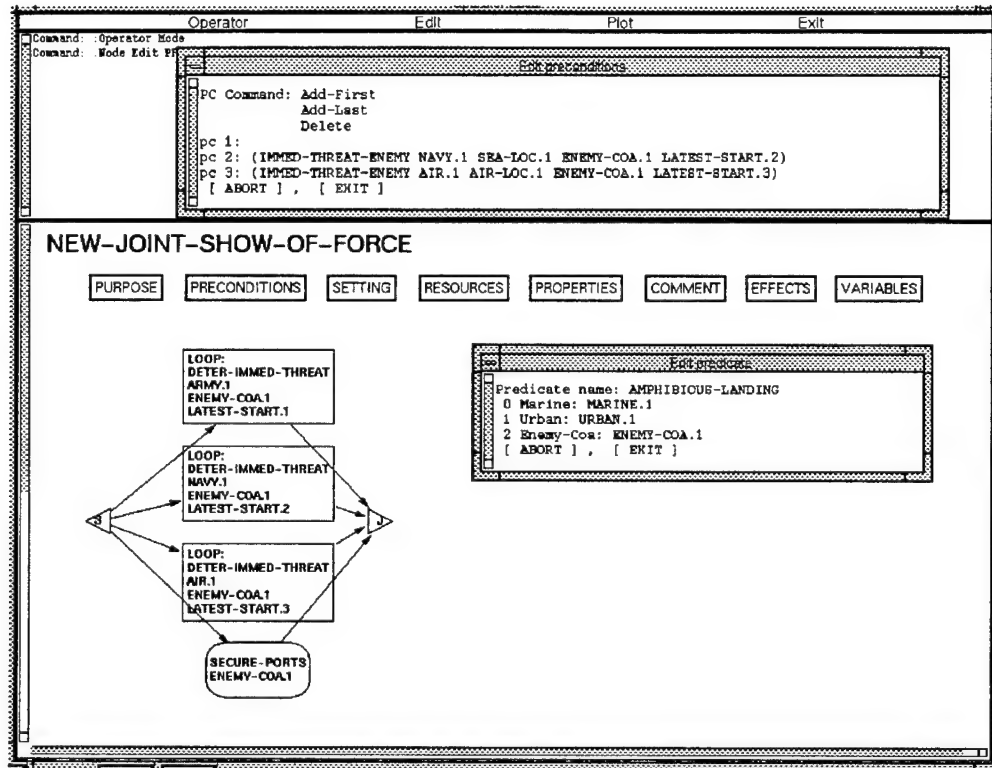 Operator Edit Plot Exit
Command: :Operator Mode
Command: :Node Edit PR
Edit preconditions
PC Command: Add-First
Add-Last
Delete
pc 1:
pc 2: (IMMED-THREAT-ENEMY NAVY.1 SEA-LOC.1 ENEMY-COA.1 LATEST-START.2)
pc 3: (IMMED-THREAT-ENEMY AIR.1 AIR-LOC.1 ENEMY-COA.1 LATEST-START.3)
[ ABORT ] , [ EXIT ]
NEW-JOINT-SHOW-OF-FORCE
PURPOSE PRECONDITIONS SETTING RESOURCES PROPERTIES COMMENT EFFECTS VARIABLES
LOOP:
DETER-IMMED-THREAT
ARMY.1
ENEMY-COA.1
LATEST-START.1
LOOP:
DETER-IMMED-THREAT
NAVY.1
ENEMY-COA.1
LATEST-START.2
S
J
LOOP:
DETER-IMMED-THREAT
AIR.1
ENEMY-COA.1
LATEST-START.3
SECURE-PORTS
ENEMY-COA.1
Edit predicate
Predicate name: AMPHIBIOUS-LANDING
0 Marine: MARINE.1
1 Urban: URBAN.1
2 Enemy-Coa: ENEMY-COA.1
[ ABORT ] , [ EXIT ]